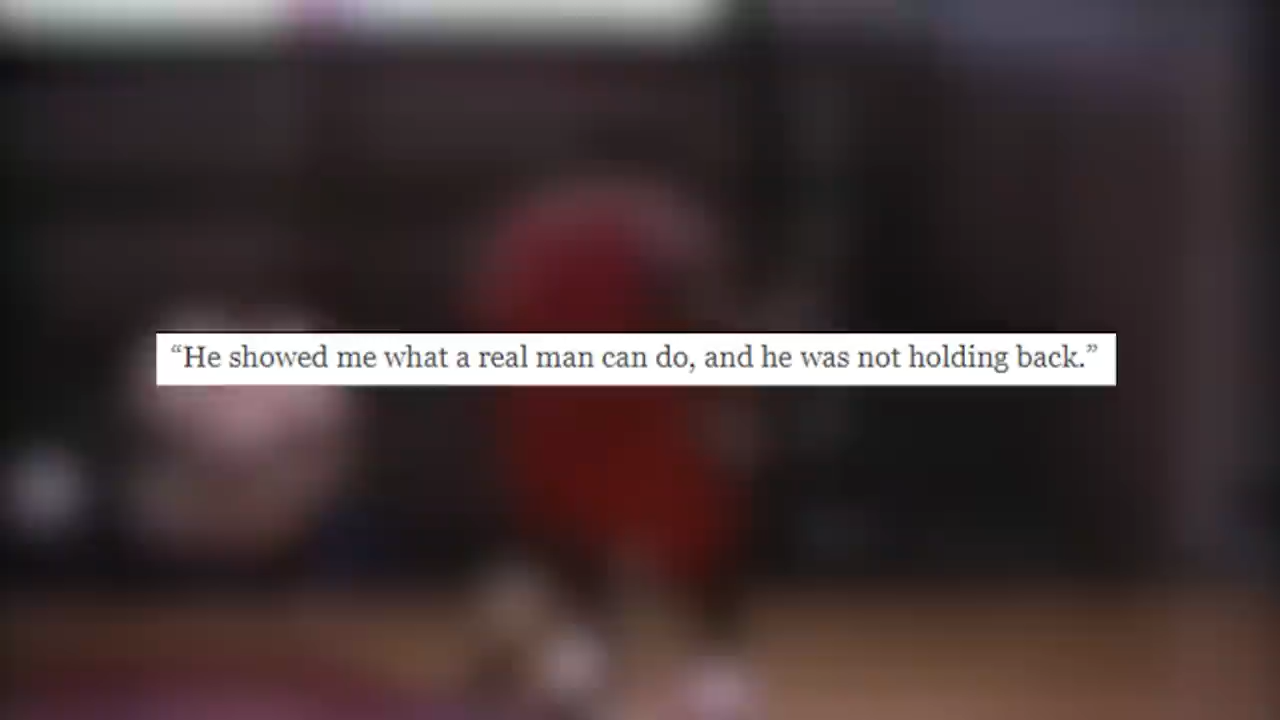 “He showed me what a real man can do, and he was not holding back.”